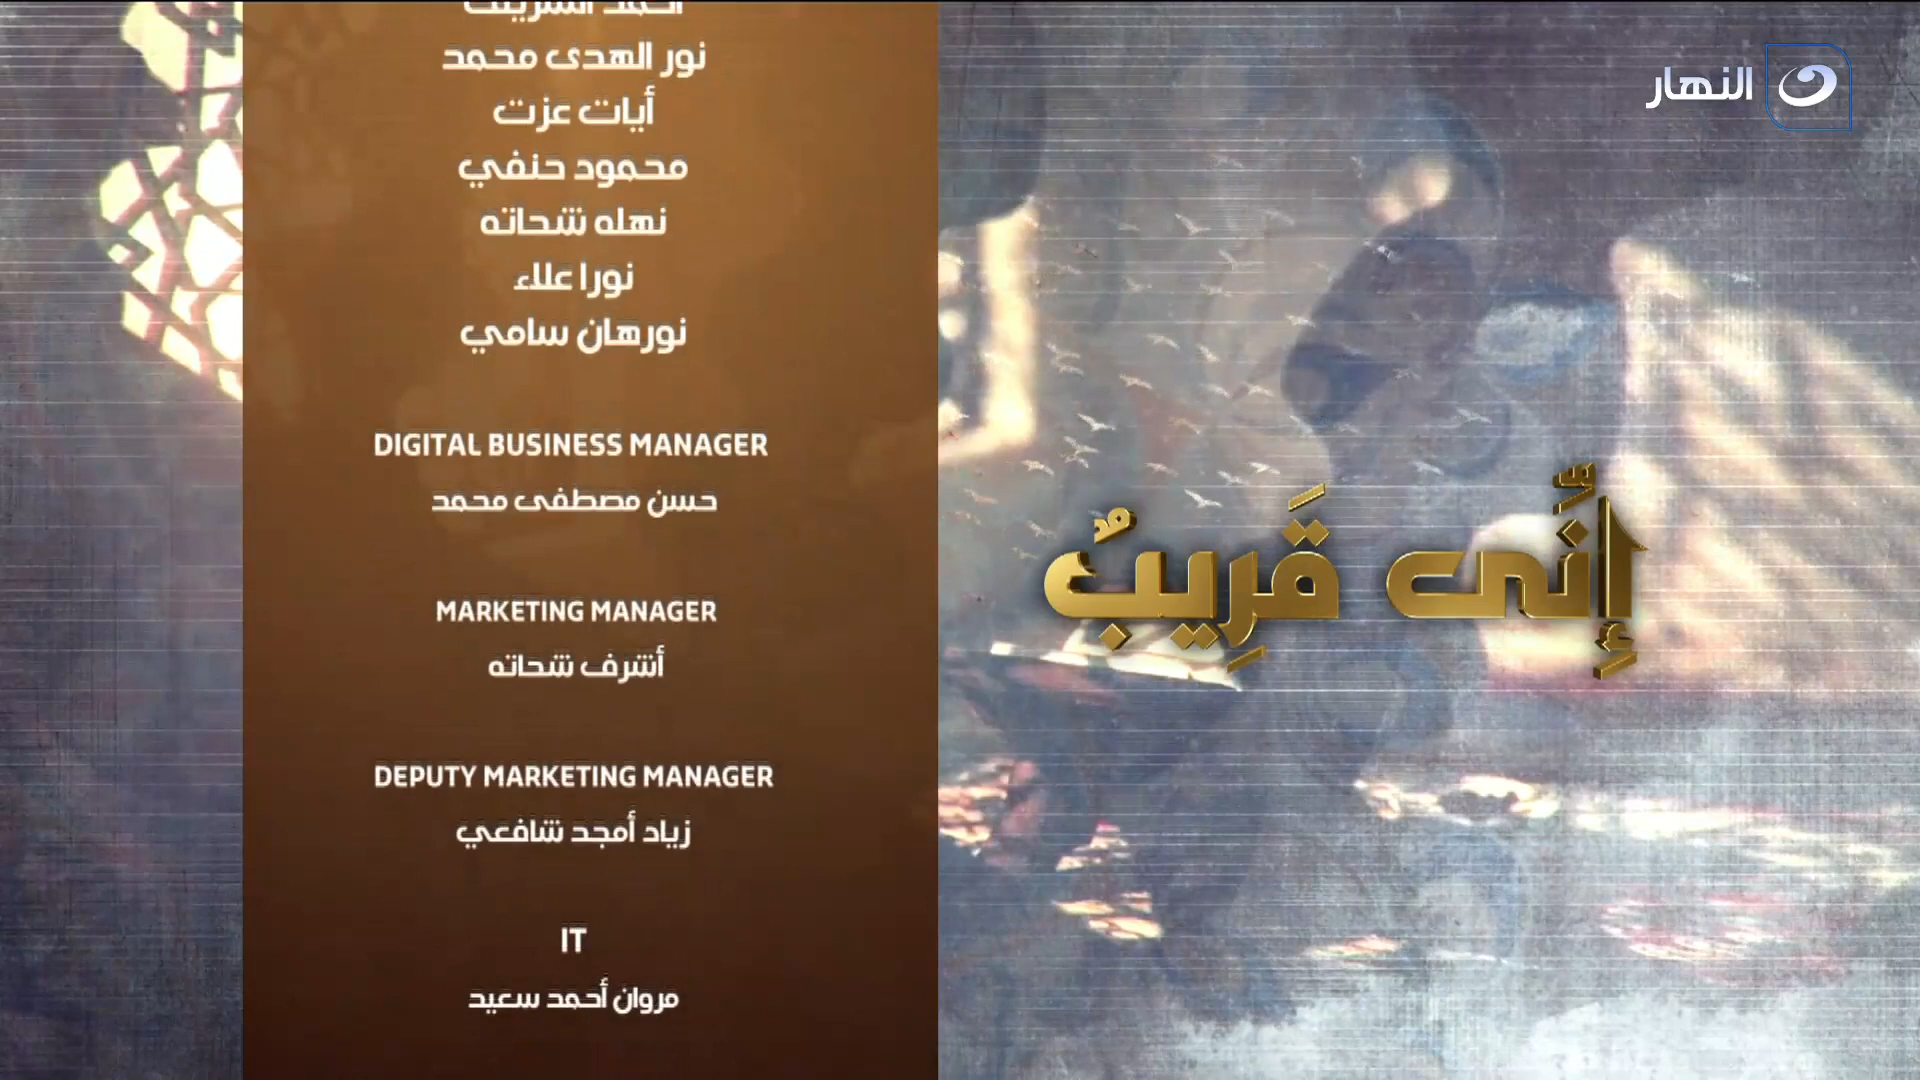 النهار
نور الهدى محمد
أيات عزت
محمود حنفي
نهله شحاته
نورا علاء
نورهان سامي
DIGITAL BUSINESS MANAGER
حسن مصطفى محمد
MARKETING MANAGER
أشرف شحاته
DEPUTY MARKETING MANAGER
زياد أمجد شافعي
IT
مروان أحمد سعيد
إِنَّى قَرِيبٌ